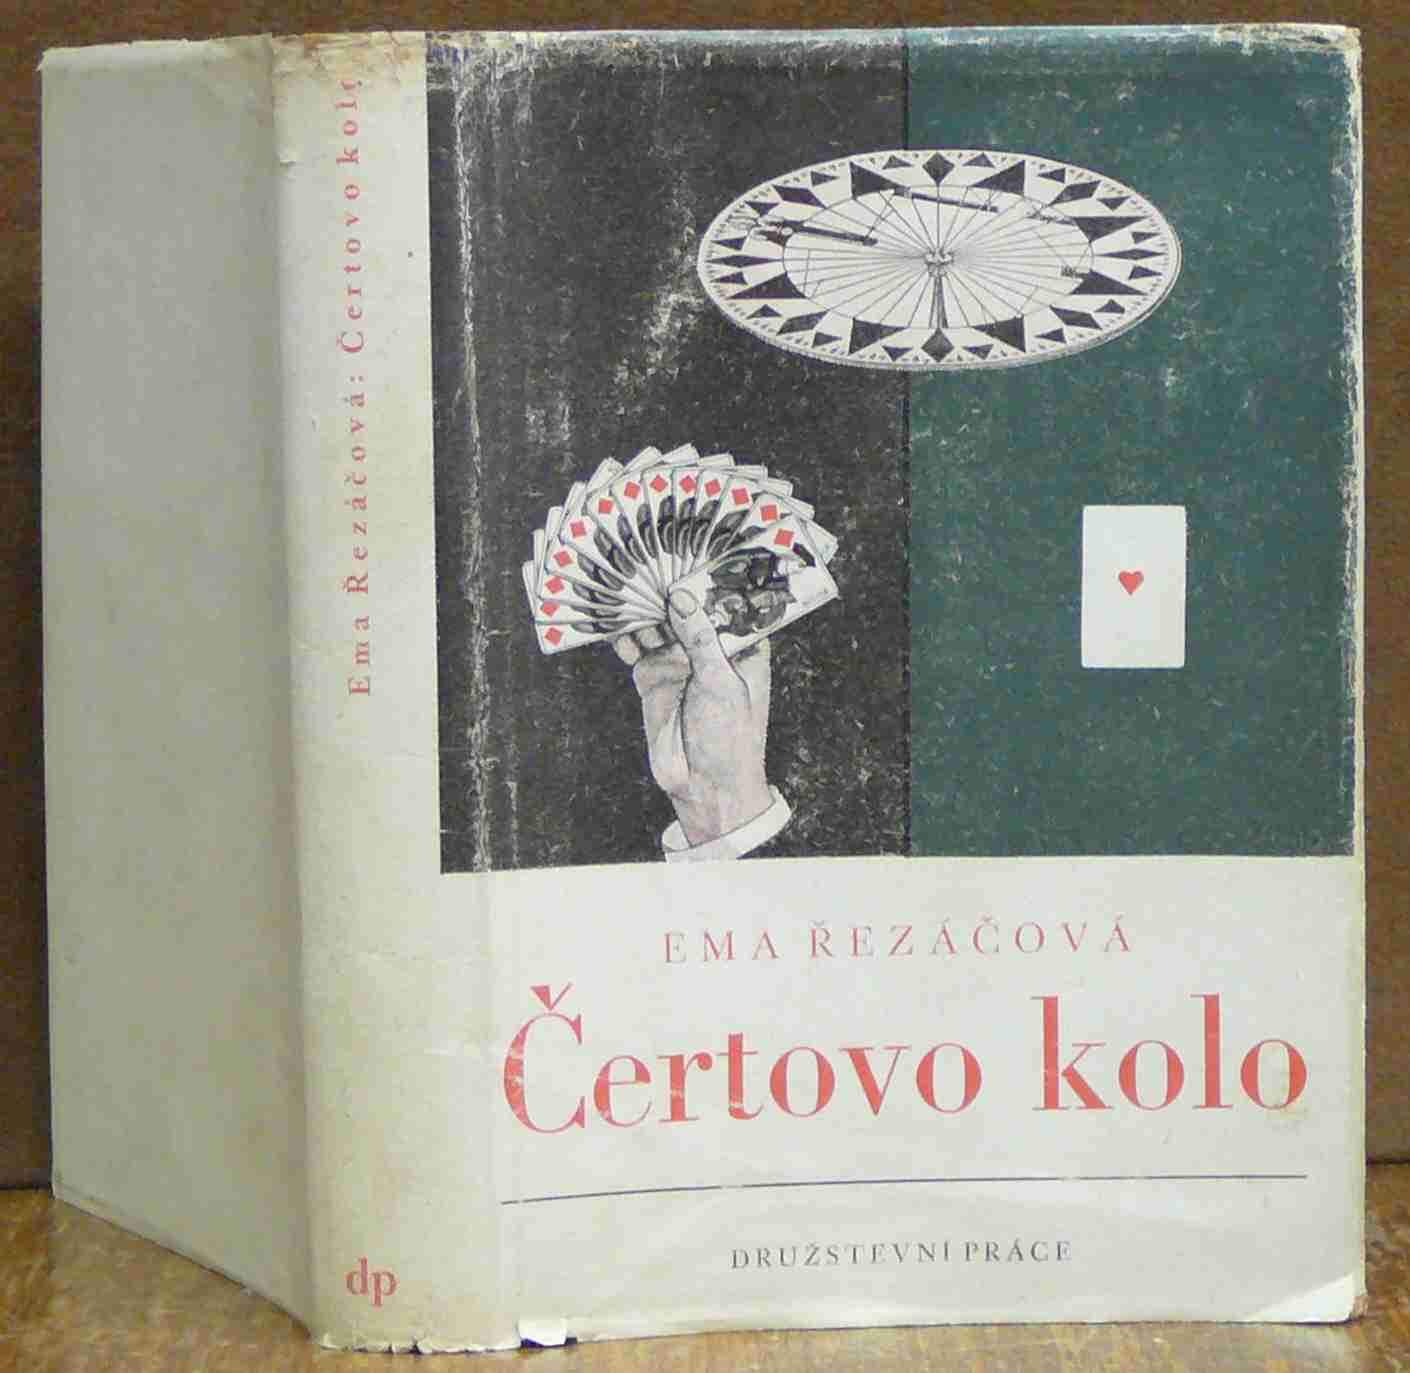 Ema Řezáčová: Čertovo kolo
dp
EMA ŘEZÁČOVÁ
Čertovo kolo
DRUŽSTEVNÍ PRÁCE